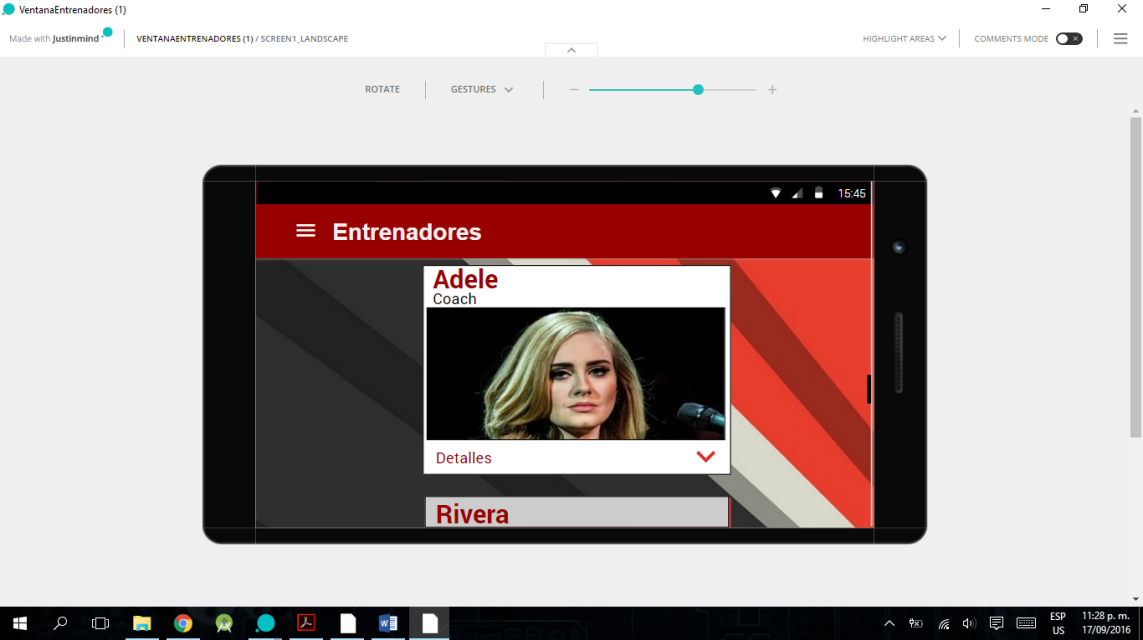 VentanaEntrenadores (1)
Made with Justinmind
VENTANAENTRENADORES (1) / SCREEN1_LANDSCAPE
HIGHLIGHT AREAS
COMMENTS MODE
ROTATE
GESTURES
15:45
Entrenadores
Adele
Coach
Detalles
Rivera
ESP
US
11:28 p. m.
17/09/2016